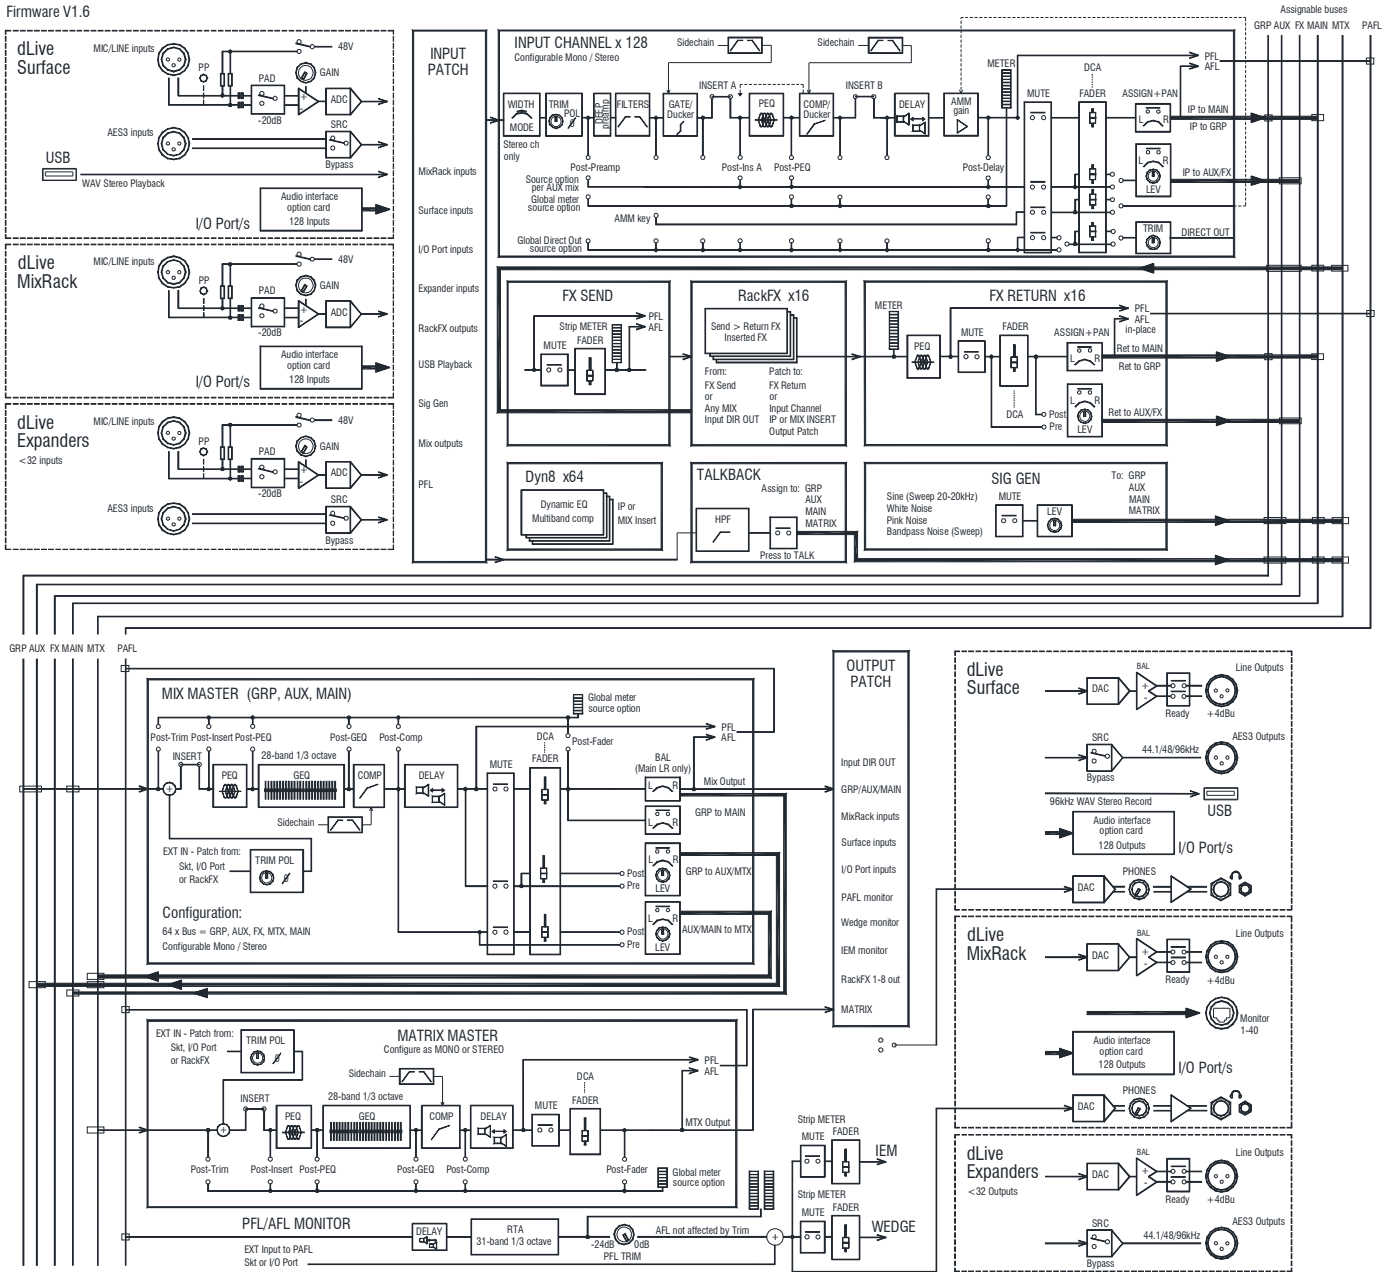 Firmware V1.6
Assignable buses
GRP AUX FX MAIN MTX PAFL
dLive
Surface
MIC/LINE inputs
PP
48V
GAIN
PAD
-20dB
ADC
AES3 inputs
SRC
Bypass
USB
WAV Stereo Playback
Audio interface
option card
128 Inputs
I/O Port/s
dLive
MixRack
MIC/LINE inputs
PP
48V
GAIN
PAD
-20dB
ADC
Audio interface
option card
128 Inputs
I/O Port/s
dLive
Expanders
<32 inputs
MIC/LINE inputs
PP
48V
GAIN
PAD
-20dB
ADC
AES3 inputs
SRC
Bypass
INPUT
PATCH
MixRack inputs
Surface inputs
I/O Port inputs
Expander inputs
RackFX outputs
USB Playback
Sig Gen
Mix outputs
PFL
INPUT CHANNEL x 128
Configurable Mono / Stereo
Sidechain
Sidechain
PFL
AFL
METER
DCA
INSERT A
INSERT B
MUTE
FADER
ASSIGN+PAN
WIDTH
MODE
Stereo ch
only
TRIM
POL
DEEP
preamp
FILTERS
GATE/
Ducker
PEQ
COMP/
Ducker
DELAY
AMM
gain
L R
IP to MAIN
IP to GRP
Post-Preamp
Post-Ins A
Post-PEQ
Post-Delay
L R
LEV
IP to AUX/FX
Source option
per AUX mix
Global meter
source option
AMM key
Global Direct Out
source option
TRIM
DIRECT OUT
FX SEND
Strip METER
PFL
AFL
MUTE
FADER
RackFX x16
Send > Return FX
Inserted FX
From:
FX Send
or
Any MIX
Input DIR OUT
Patch to:
FX Return
or
Input Channel
IP or MIX INSERT
Output Patch
FX RETURN x16
METER
PFL
AFL
in-place
PEQ
MUTE
FADER
ASSIGN+PAN
L R
Ret to MAIN
Ret to GRP
DCA
Post
Pre
L R
LEV
Ret to AUX/FX
Dyn8 x64
Dynamic EQ
Multiband comp
IP or
MIX Insert
TALKBACK
Assign to: GRP
AUX
MAIN
MATRIX
HPF
Press to TALK
SIG GEN
Sine (Sweep 20-20kHz)
White Noise
Pink Noise
Bandpass Noise (Sweep)
MUTE
LEV
To: GRP
AUX
MAIN
MATRIX
GRP AUX FX MAIN MTX PAFL
MIX MASTER (GRP, AUX, MAIN)
Global meter
source option
Post-Trim Post-Insert Post-PEQ
Post-GEQ
Post-Comp
DCA
Post-Fader
PFL
AFL
INSERT
28-band 1/3 octave
PEQ
GEQ
COMP
DELAY
MUTE
FADER
BAL
(Main LR only)
L R
Mix Output
GRP to MAIN
L R
Sidechain
EXT IN - Patch from:
Skt, I/O Port
or RackFX
TRIM POL
Post
Pre
L R
LEV
GRP to AUX/MTX
Configuration:
64 x Bus = GRP, AUX, FX, MTX, MAIN
Configurable Mono / Stereo
Post
Pre
L R
LEV
AUX/MAIN to MTX
MATRIX MASTER
Configure as MONO or STEREO
EXT IN - Patch from:
Skt, I/O Port
or RackFX
TRIM POL
Sidechain
PFL
AFL
DCA
INSERT
28-band 1/3 octave
PEQ
GEQ
COMP
DELAY
MUTE
FADER
MTX Output
Post-Trim
Post-Insert Post-PEQ
Post-GEQ
Post-Comp
Post-Fader
Global meter
source option
PFL/AFL MONITOR
DELAY
RTA
31-band 1/3 octave
-24dB 0dB
PFL TRIM
AFL not affected by Trim
EXT Input to PAFL
Skt or I/O Port
Strip METER
MUTE
FADER
IEM
Strip METER
MUTE
FADER
WEDGE
OUTPUT
PATCH
Input DIR OUT
GRP/AUX/MAIN
MixRack inputs
Surface inputs
I/O Port inputs
PAFL monitor
Wedge monitor
IEM monitor
RackFX 1-8 out
MATRIX
dLive
Surface
DAC
BAL
Ready
Line Outputs
+4dBu
SRC
Bypass
44.1/48/96kHz
AES3 Outputs
96kHz WAV Stereo Record
USB
Audio interface
option card
128 Outputs
I/O Port/s
DAC
PHONES
dLive
MixRack
DAC
BAL
Ready
Line Outputs
+4dBu
Monitor
1-40
Audio interface
option card
128 Outputs
I/O Port/s
DAC
PHONES
dLive
Expanders
<32 Outputs
DAC
BAL
Ready
Line Outputs
+4dBu
SRC
Bypass
44.1/48/96kHz
AES3 Outputs